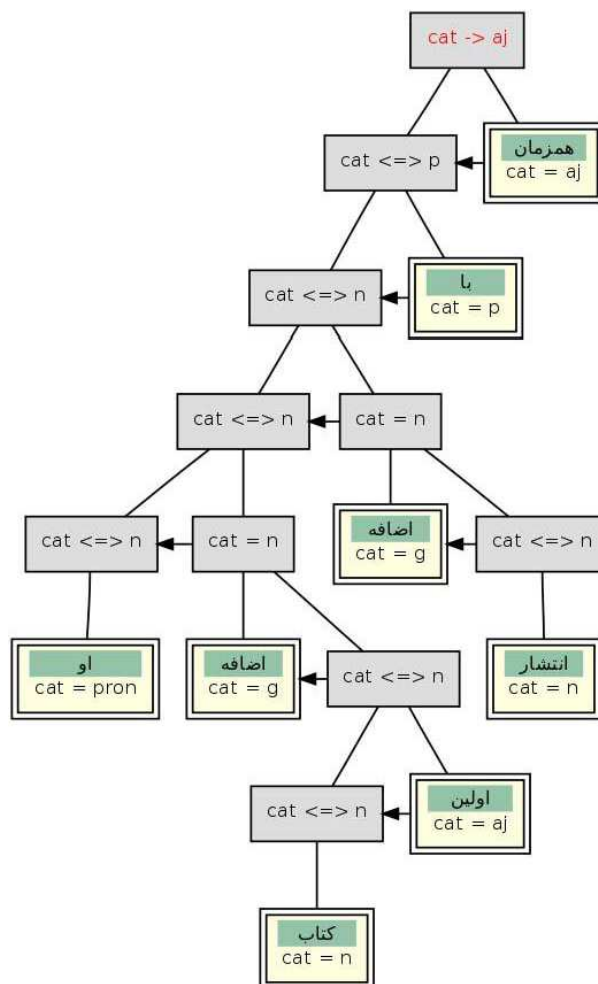 cat -> aj
cat <=> p
همزمان
cat = aj
cat <=> n
با
cat = p
cat <=> n
cat = n
cat <=> n
cat = n
اضافه
cat = g
cat <=> n
او
cat = pron
اضافه
cat = g
cat <=> n
انتشار
cat = n
cat <=> n
اولین
cat = aj
کتاب
cat = n